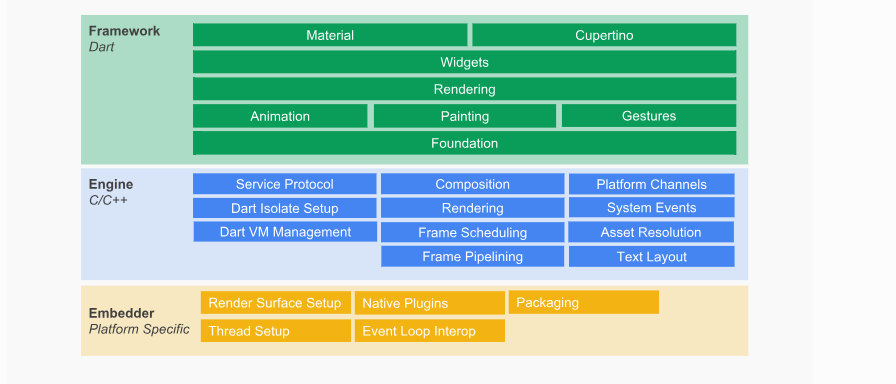 Framework
Dart
Material
Cupertino
Widgets
Rendering
Animation
Painting
Gestures
Foundation
Engine
C/C++
Service Protocol
Composition
Platform Channels
Dart Isolate Setup
Rendering
System Events
Dart VM Management
Frame Scheduling
Asset Resolution
Frame Pipelining
Text Layout
Embedder
Platform Specific
Render Surface Setup
Native Plugins
Packaging
Thread Setup
Event Loop Interop